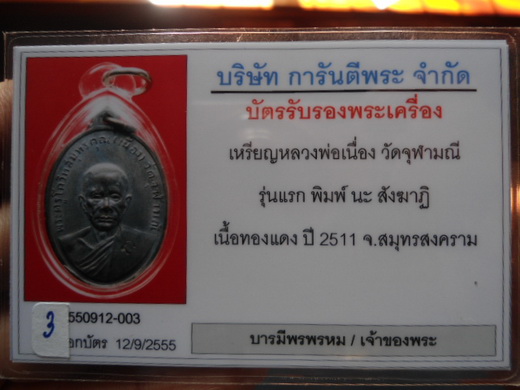 บริษัท การันตีพระ จำกัด
บัตรรับรองพระเครื่อง
เหรียญหลวงพ่อเนื่อง วัดจุฬามณี
รุ่นแรก พิมพ์ นะ สังฆาฏิ
เนื้อทองแดง ปี 2511 จ.สมุทรสงคราม
3
550912-003
อกบัตร 12/9/2555
บารมีพรพรหม / เจ้าของพระ